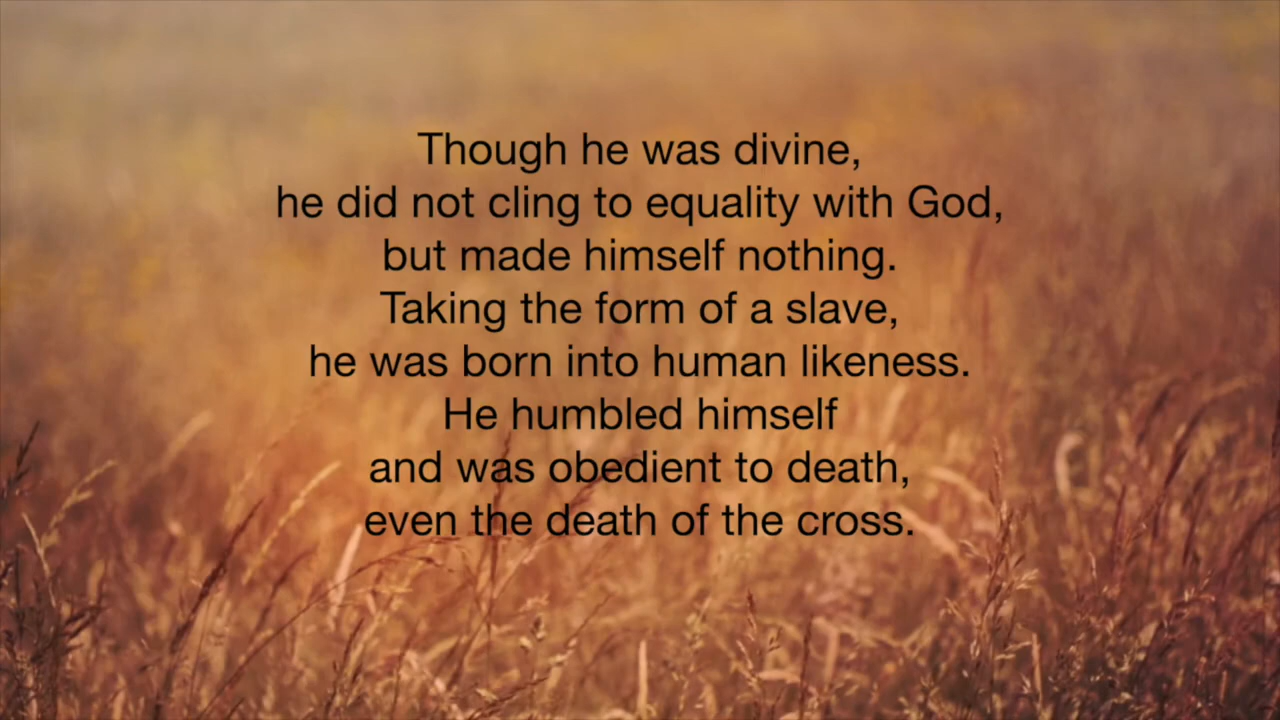 Though he was divine,
he did not cling to equality with God,
but made himself nothing.
Taking the form of a slave,
he was born into human likeness.
He humbled himself
and was obedient to death,
even the death of the cross.